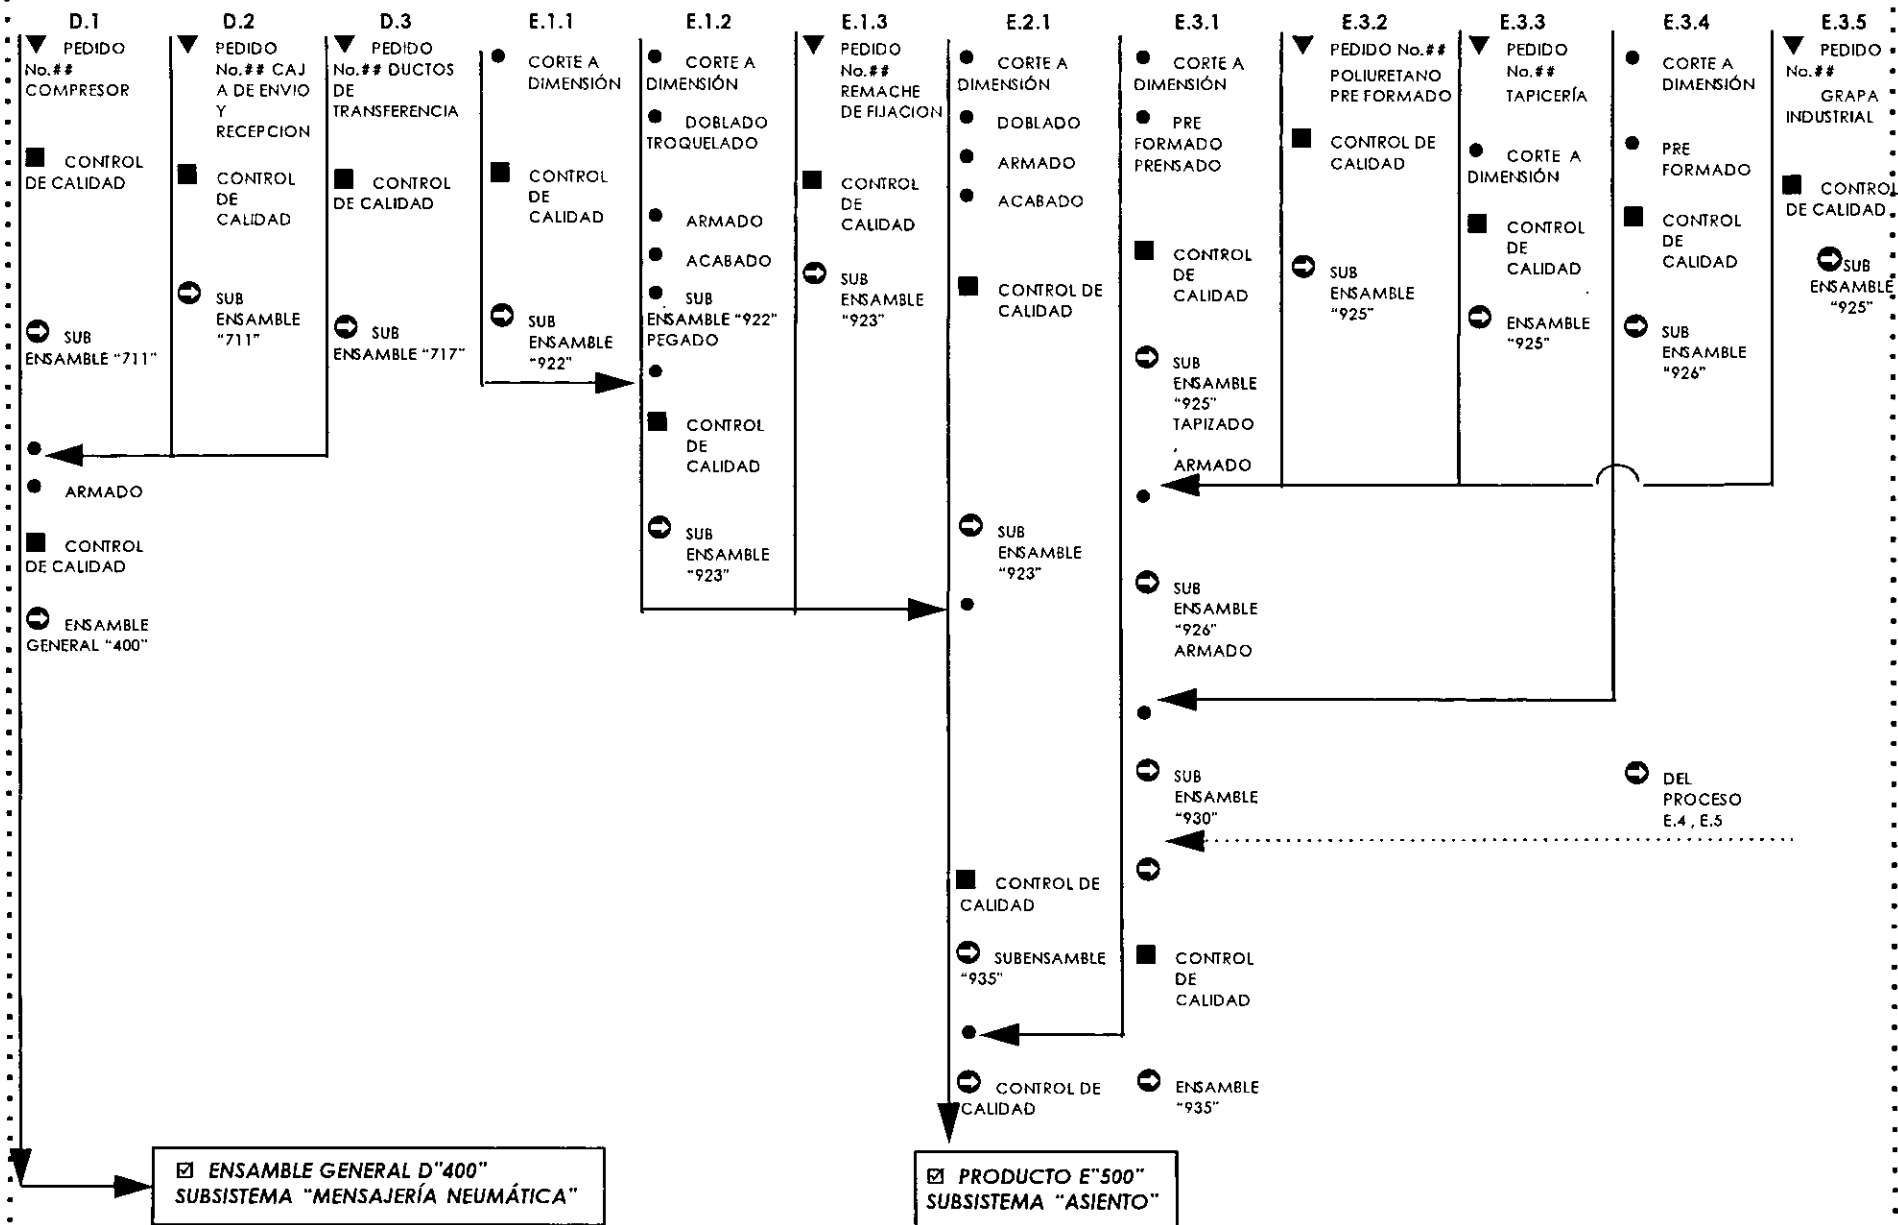 D.1
PEDIDO
No.##
COMPRESOR
CONTROL
DE CALIDAD
SUB
ENSAMBLE "711"
ARMADO
CONTROL
DE CALIDAD
ENSAMBLE
GENERAL "400"
D.2
PEDIDO
No.## CAJ
A DE ENVIO
Y
RECEPCION
CONTROL
DE
CALIDAD
SUB
ENSAMBLE
"711"
D.3
PEDIDO
No.## DUCTOS
DE
TRANSFERENCIA
CONTROL
DE CALIDAD
SUB
ENSAMBLE "717"
E.1.1
CORTE A
DIMENSIÓN
CONTROL
DE
CALIDAD
SUB
ENSAMBLE
"922"
E.1.2
CORTE A
DIMENSIÓN
DOBLADO
TROQUELADO
ARMADO
ACABADO
SUB
ENSAMBLE "922"
PEGADO
CONTROL
DE
CALIDAD
SUB
ENSAMBLE
"923"
E.1.3
PEDIDO
No.##
REMACHE
DE FIJACION
CONTROL
DE
CALIDAD
SUB
ENSAMBLE
"923"
E.2.1
CORTE A
DIMENSIÓN
DOBLADO
ARMADO
ACABADO
CONTROL DE
CALIDAD
SUB
ENSAMBLE
"923"
CONTROL DE
CALIDAD
SUBENSAMBLE
"935"
CONTROL DE
CALIDAD
E.3.1
CORTE A
DIMENSIÓN
PRE
FORMADO
PRENSADO
CONTROL
DE
CALIDAD
SUB
ENSAMBLE
"925"
TAPIZADO
,
ARMADO
SUB
ENSAMBLE
"926"
ARMADO
SUB
ENSAMBLE
"930"
CONTROL
DE
CALIDAD
ENSAMBLE
"935"
E.3.2
PEDIDO No.##
POLIURETANO
PRE FORMADO
CONTROL DE
CALIDAD
SUB
ENSAMBLE
"925"
E.3.3
PEDIDO
No.##
TAPICERÍA
CORTE A
DIMENSIÓN
CONTROL
DE
CALIDAD
ENSAMBLE
"925"
E.3.4
CORTE A
DIMENSIÓN
PRE
FORMADO
CONTROL
DE
CALIDAD
SUB
ENSAMBLE
"926"
DEL
PROCESO
E.4 , E.5
E.3.5
PEDIDO
No.##
GRAPA
INDUSTRIAL
CONTROL
DE CALIDAD
SUB
ENSAMBLE
"925"
☑ ENSAMBLE GENERAL D"400"
SUBSISTEMA "MENSAJERÍA NEUMÁTICA"
☑ PRODUCTO E"500"
SUBSISTEMA "ASIENTO"